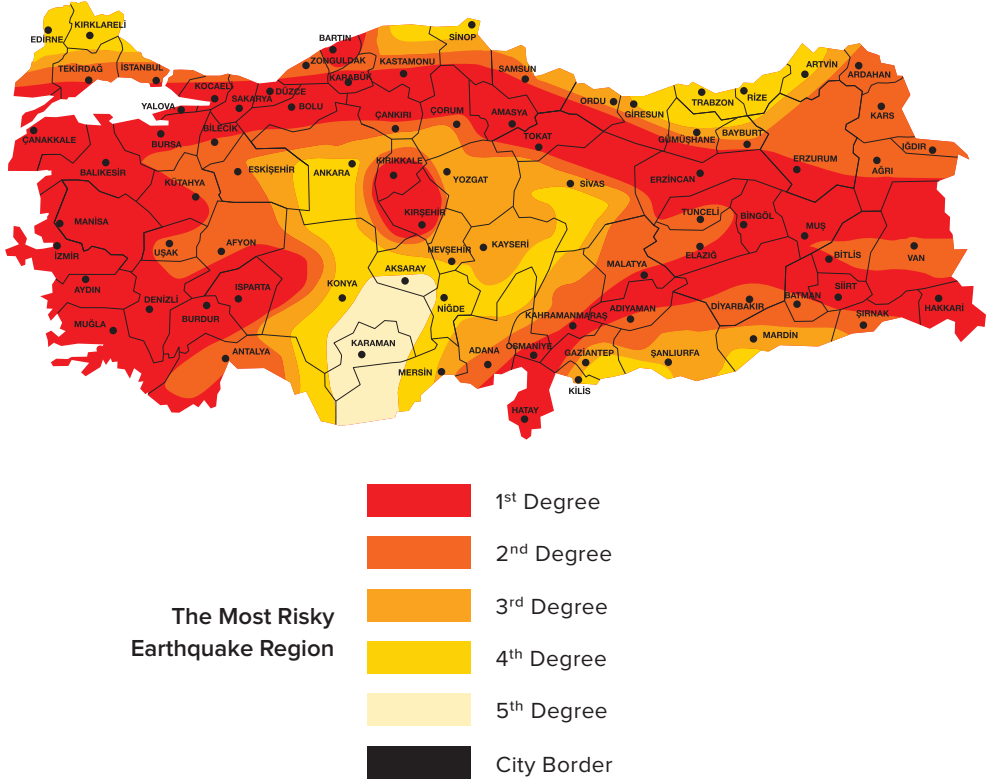 KIRKLARELİ
EDİRNE
TEKİRDAĞ
İSTANBUL
BARTIN
ZONGULDAK
KASTAMONU
SİNOP
KARABÜK
SAMSUN
ARTVİN
ARDAHAN
KOCAELİ
SAKARYA
DÜZCE
BOLU
YALOVA
ORDU
GİRESUN
TRABZON
RİZE
KARS
ÇANAKKALE
BURSA
BİLECİK
ÇANKIRI
ÇORUM
AMASYA
TOKAT
GÜMÜŞHANE
BAYBURT
IĞDIR
BALIKESİR
KÜTAHYA
ESKİŞEHİR
ANKARA
KIRIKKALE
YOZGAT
SİVAS
ERZİNCAN
ERZURUM
AĞRI
MANİSA
UŞAK
AFYON
KIRŞEHİR
NEVŞEHİR
KAYSERİ
TUNCELİ
BİNGÖL
MUŞ
İZMİR
ELAZIĞ
BİTLİS
VAN
AYDIN
DENİZLİ
ISPARTA
KONYA
AKSARAY
MALATYA
NİĞDE
BURDUR
KAHRAMANMARAŞ
ADIYAMAN
DİYARBAKIR
BATMAN
SİİRT
ŞIRNAK
HAKKARİ
MUĞLA
ANTALYA
KARAMAN
MERSİN
ADANA
OSMANİYE
GAZİANTEP
ŞANLIURFA
MARDİN
KİLİS
HATAY
1st Degree
2nd Degree
3rd Degree
The Most Risky
Earthquake Region
4th Degree
5th Degree
City Border